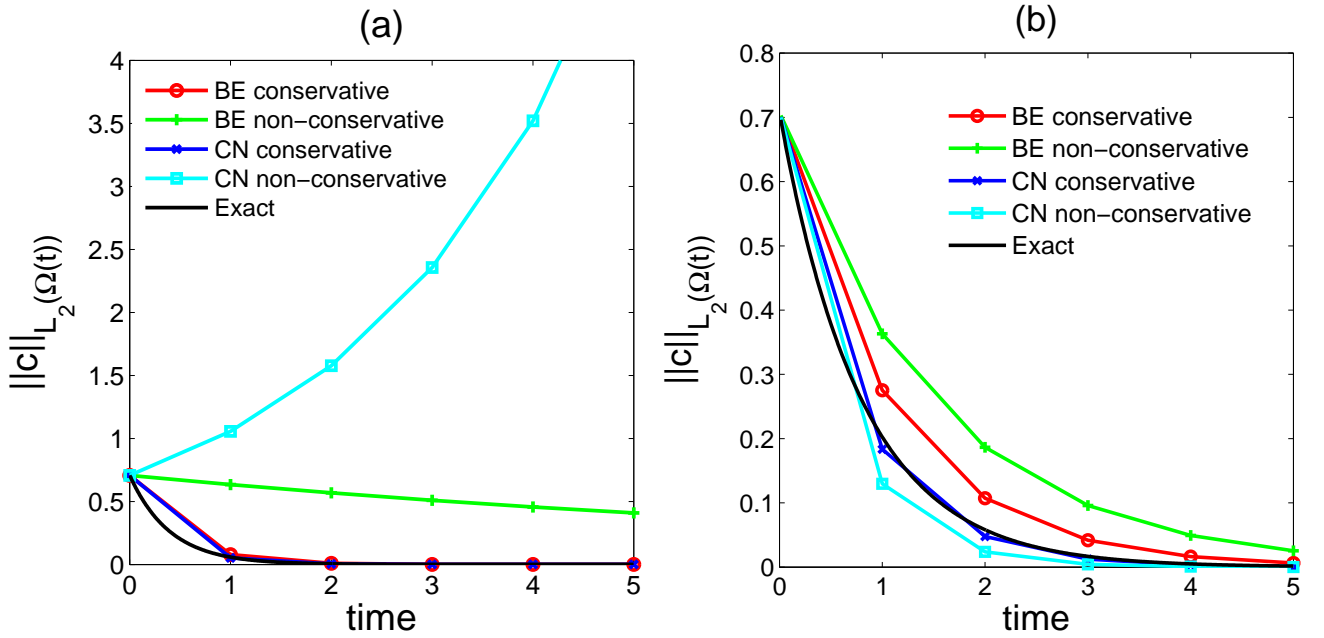 (a)
||c||L2(Ω(t))
4
3.5
3
2.5
2
1.5
1
0.5
0
BE conservative
BE non−conservative
CN conservative
CN non−conservative
Exact
0 1 2 3 4 5
time
(b)
||c||L2(Ω(t))
0.8
0.7
0.6
0.5
0.4
0.3
0.2
0.1
0
BE conservative
BE non−conservative
CN conservative
CN non−conservative
Exact
0 1 2 3 4 5
time